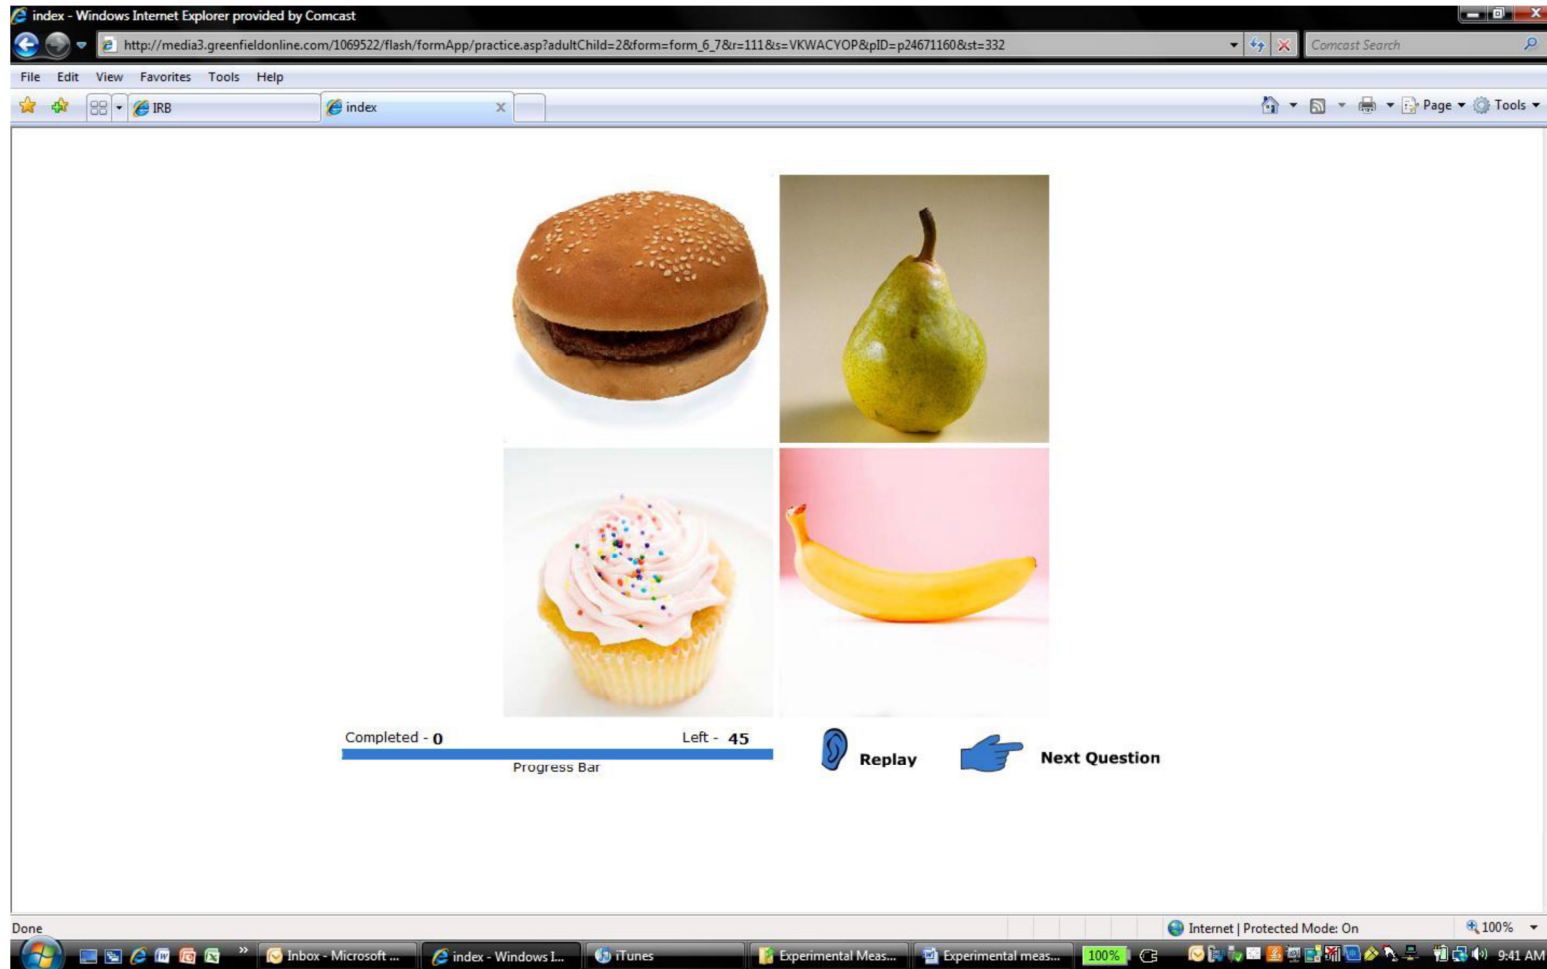 index - Windows Internet Explorer provided by Comcast
http://media3.greenfieldonline.com/1069522/flash/formApp/practice.asp?adultChild=2&form=form_6_7&r=111&s=VKWACYOP&pID=p24671160&st=332
Comcast Search
File Edit View Favorites Tools Help
IRB
index
Page
Tools
Completed - 0
Left - 45
Progress Bar
Replay
Next Question
Done
Internet | Protected Mode: On
100%
Inbox - Microsoft ...
index - Windows I...
iTunes
Experimental Meas...
Experimental meas...
100%
9:41 AM